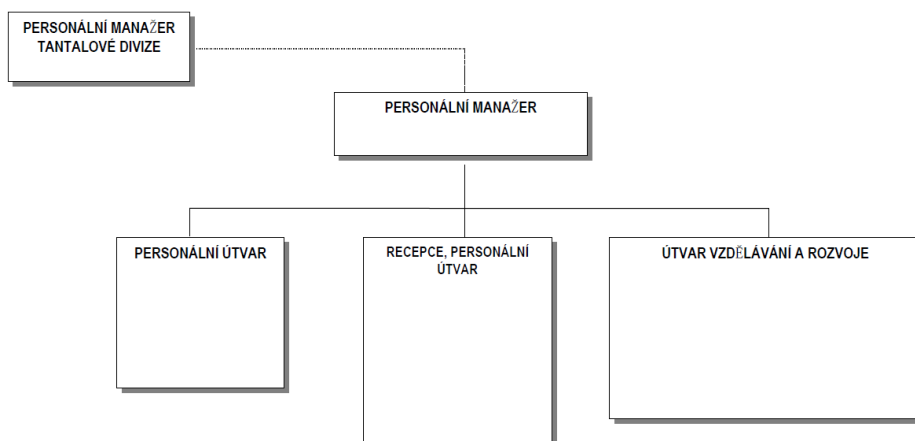 PERSONÁLNÍ MANAŽER
TANTALOVÉ DIVIZE
PERSONÁLNÍ MANAŽER
PERSONÁLNÍ ÚTVAR
RECEPCE, PERSONÁLNÍ
ÚTVAR
ÚTVAR VZDĚLÁVÁNÍ A ROZVOJE